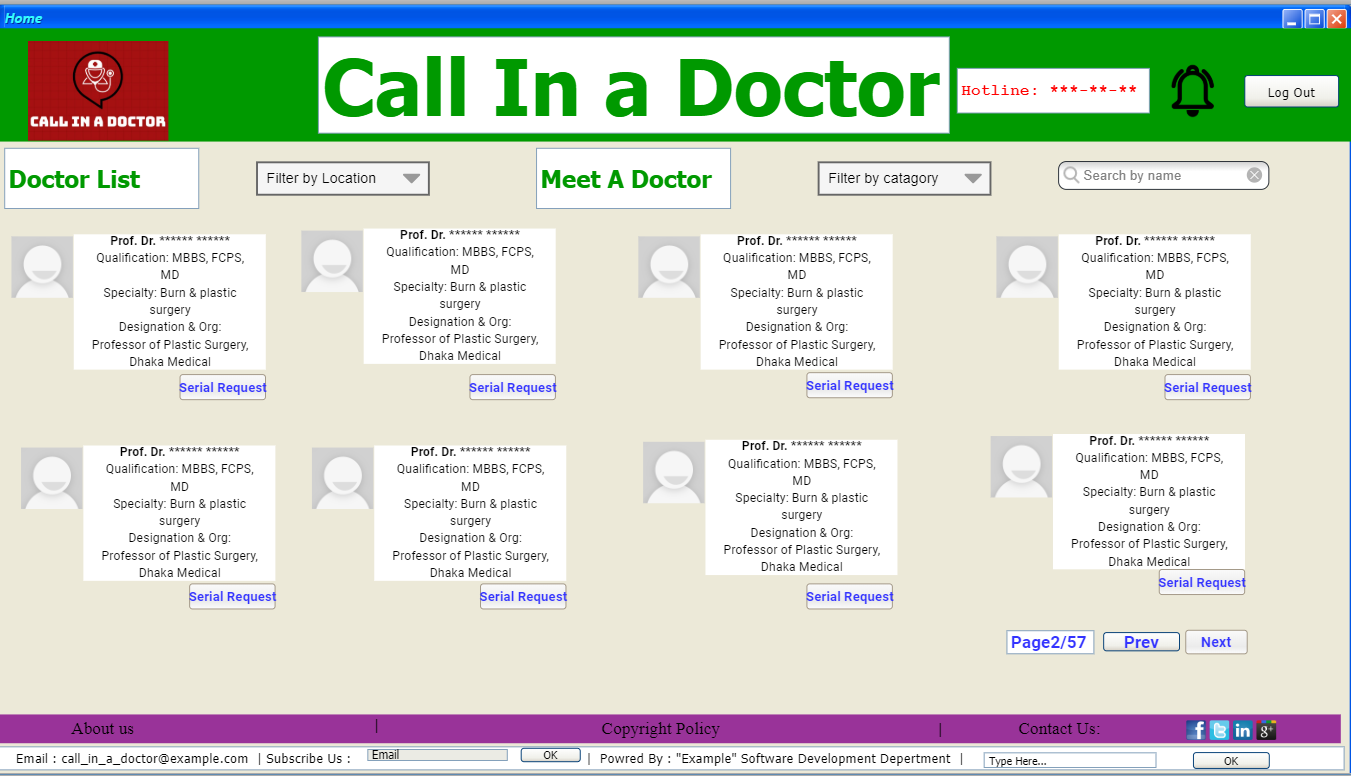 Home
CALL IN A DOCTOR
Call In a Doctor
Hotline: ***-**-**
Log Out
Doctor List
Filter by Location
Meet A Doctor
Filter by catagory
Search by name
Prof. Dr. ****** ******
Qualification: MBBS, FCPS,
MD
Specialty: Burn & plastic
surgery
Designation & Org:
Professor of Plastic Surgery,
Dhaka Medical
Serial Request
Prof. Dr. ****** ******
Qualification: MBBS, FCPS,
MD
Specialty: Burn & plastic
surgery
Designation & Org:
Professor of Plastic Surgery,
Dhaka Medical
Serial Request
Prof. Dr. ****** ******
Qualification: MBBS, FCPS,
MD
Specialty: Burn & plastic
surgery
Designation & Org:
Professor of Plastic Surgery,
Dhaka Medical
Serial Request
Prof. Dr. ****** ******
Qualification: MBBS, FCPS,
MD
Specialty: Burn & plastic
surgery
Designation & Org:
Professor of Plastic Surgery,
Dhaka Medical
Serial Request
Prof. Dr. ****** ******
Qualification: MBBS, FCPS,
MD
Specialty: Burn & plastic
surgery
Designation & Org:
Professor of Plastic Surgery,
Dhaka Medical
Serial Request
Prof. Dr. ****** ******
Qualification: MBBS, FCPS,
MD
Specialty: Burn & plastic
surgery
Designation & Org:
Professor of Plastic Surgery,
Dhaka Medical
Serial Request
Prof. Dr. ****** ******
Qualification: MBBS, FCPS,
MD
Specialty: Burn & plastic
surgery
Designation & Org:
Professor of Plastic Surgery,
Dhaka Medical
Serial Request
Prof. Dr. ****** ******
Qualification: MBBS, FCPS,
MD
Specialty: Burn & plastic
surgery
Designation & Org:
Professor of Plastic Surgery,
Dhaka Medical
Serial Request
Page2/57 Prev Next
About us | Copyright Policy | Contact Us: f t in g+
Email : call_in_a_doctor@example.com | Subscribe Us : Email OK | Powred By : "Example" Software Development Depertment | Type Here... OK